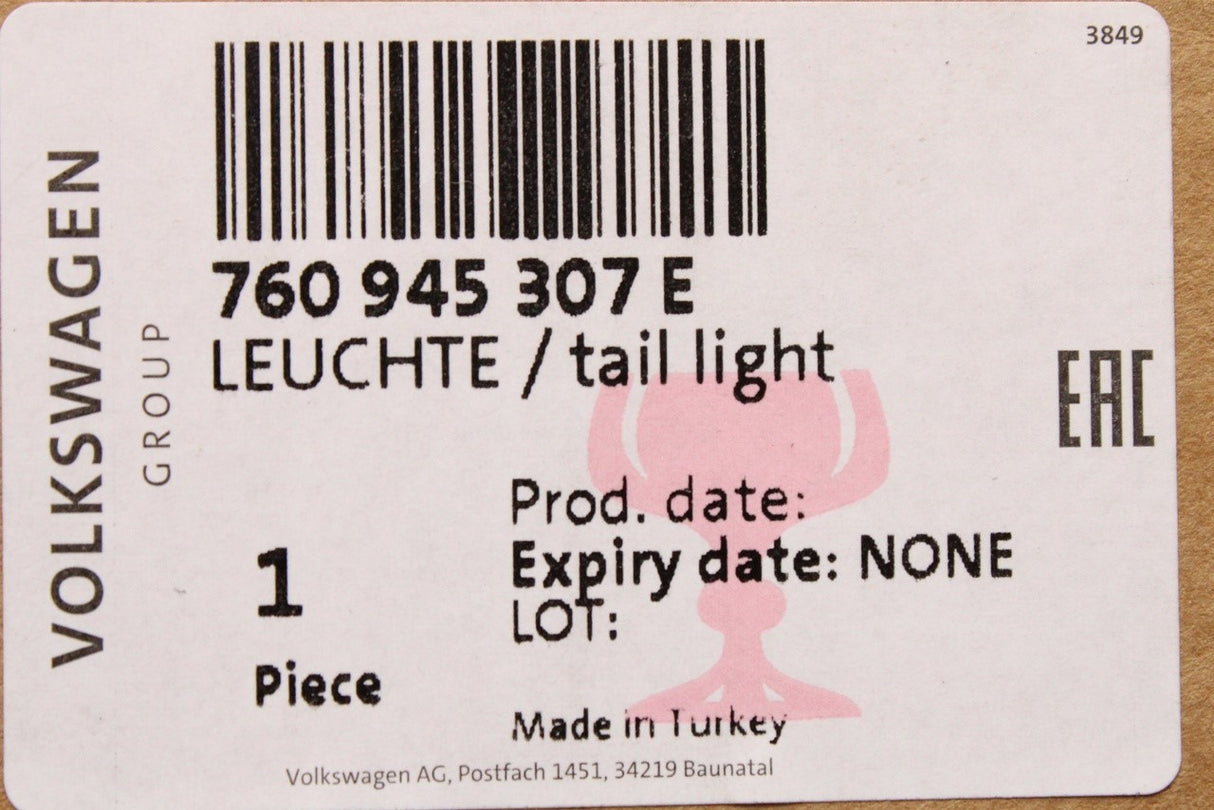 3849
VOLKSWAGEN
GROUP
760 945 307 E
LEUCHTE / tail light
EAC
Prod. date:
Expiry date: NONE
LOT:
1
Piece
Made in Turkey
Volkswagen AG, Postfach 1451, 34219 Baunatal